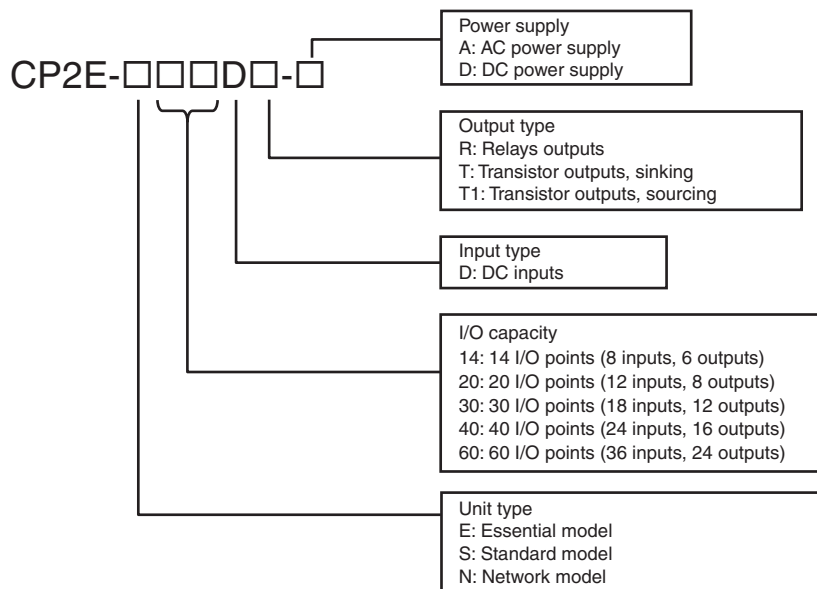 Power supply
A: AC power supply
D: DC power supply
CP2E-□□□D□-□
Output type
R: Relays outputs
T: Transistor outputs, sinking
T1: Transistor outputs, sourcing
Input type
D: DC inputs
I/O capacity
14: 14 I/O points (8 inputs, 6 outputs)
20: 20 I/O points (12 inputs, 8 outputs)
30: 30 I/O points (18 inputs, 12 outputs)
40: 40 I/O points (24 inputs, 16 outputs)
60: 60 I/O points (36 inputs, 24 outputs)
Unit type
E: Essential model
S: Standard model
N: Network model